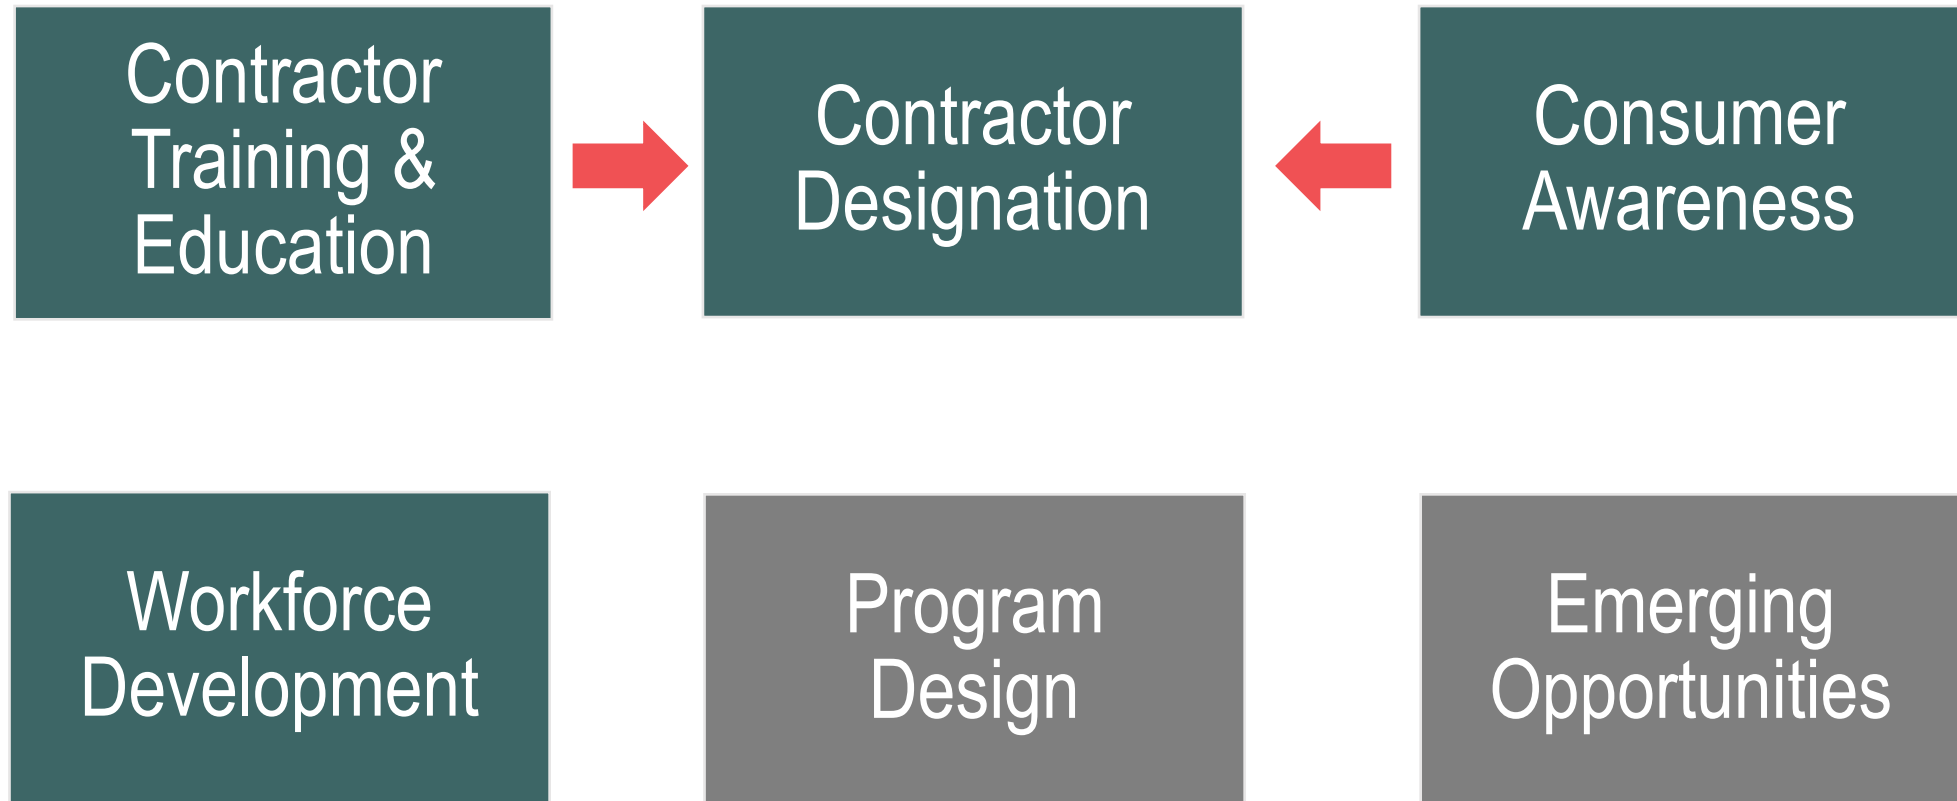 Contractor
Training &
Education
Contractor
Designation
Consumer
Awareness
Workforce
Development
Program
Design
Emerging
Opportunities